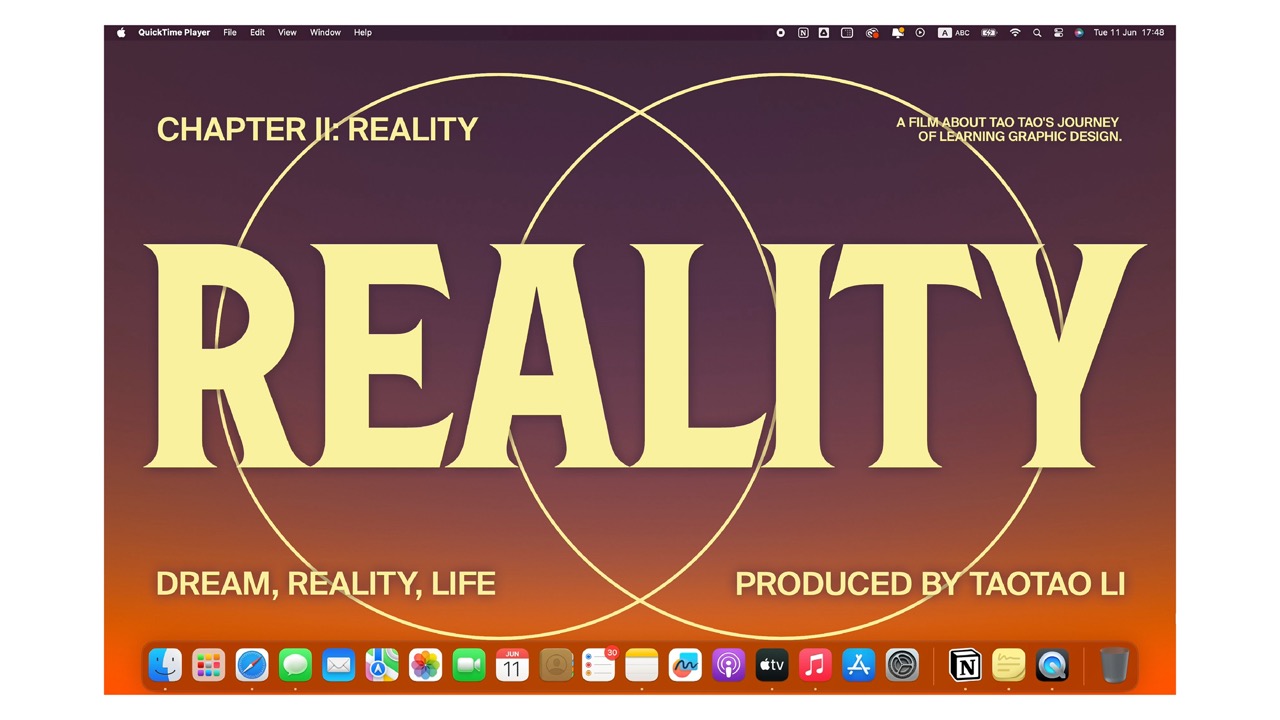 QuickTime Player File Edit View Window Help
A ABC Tue 11 Jun 17:48
CHAPTER II: REALITY
A FILM ABOUT TAO TAO'S JOURNEY
OF LEARNING GRAPHIC DESIGN.
REALITY
DREAM, REALITY, LIFE
PRODUCED BY TAOTAO LI
JUN
11
30
tv
N